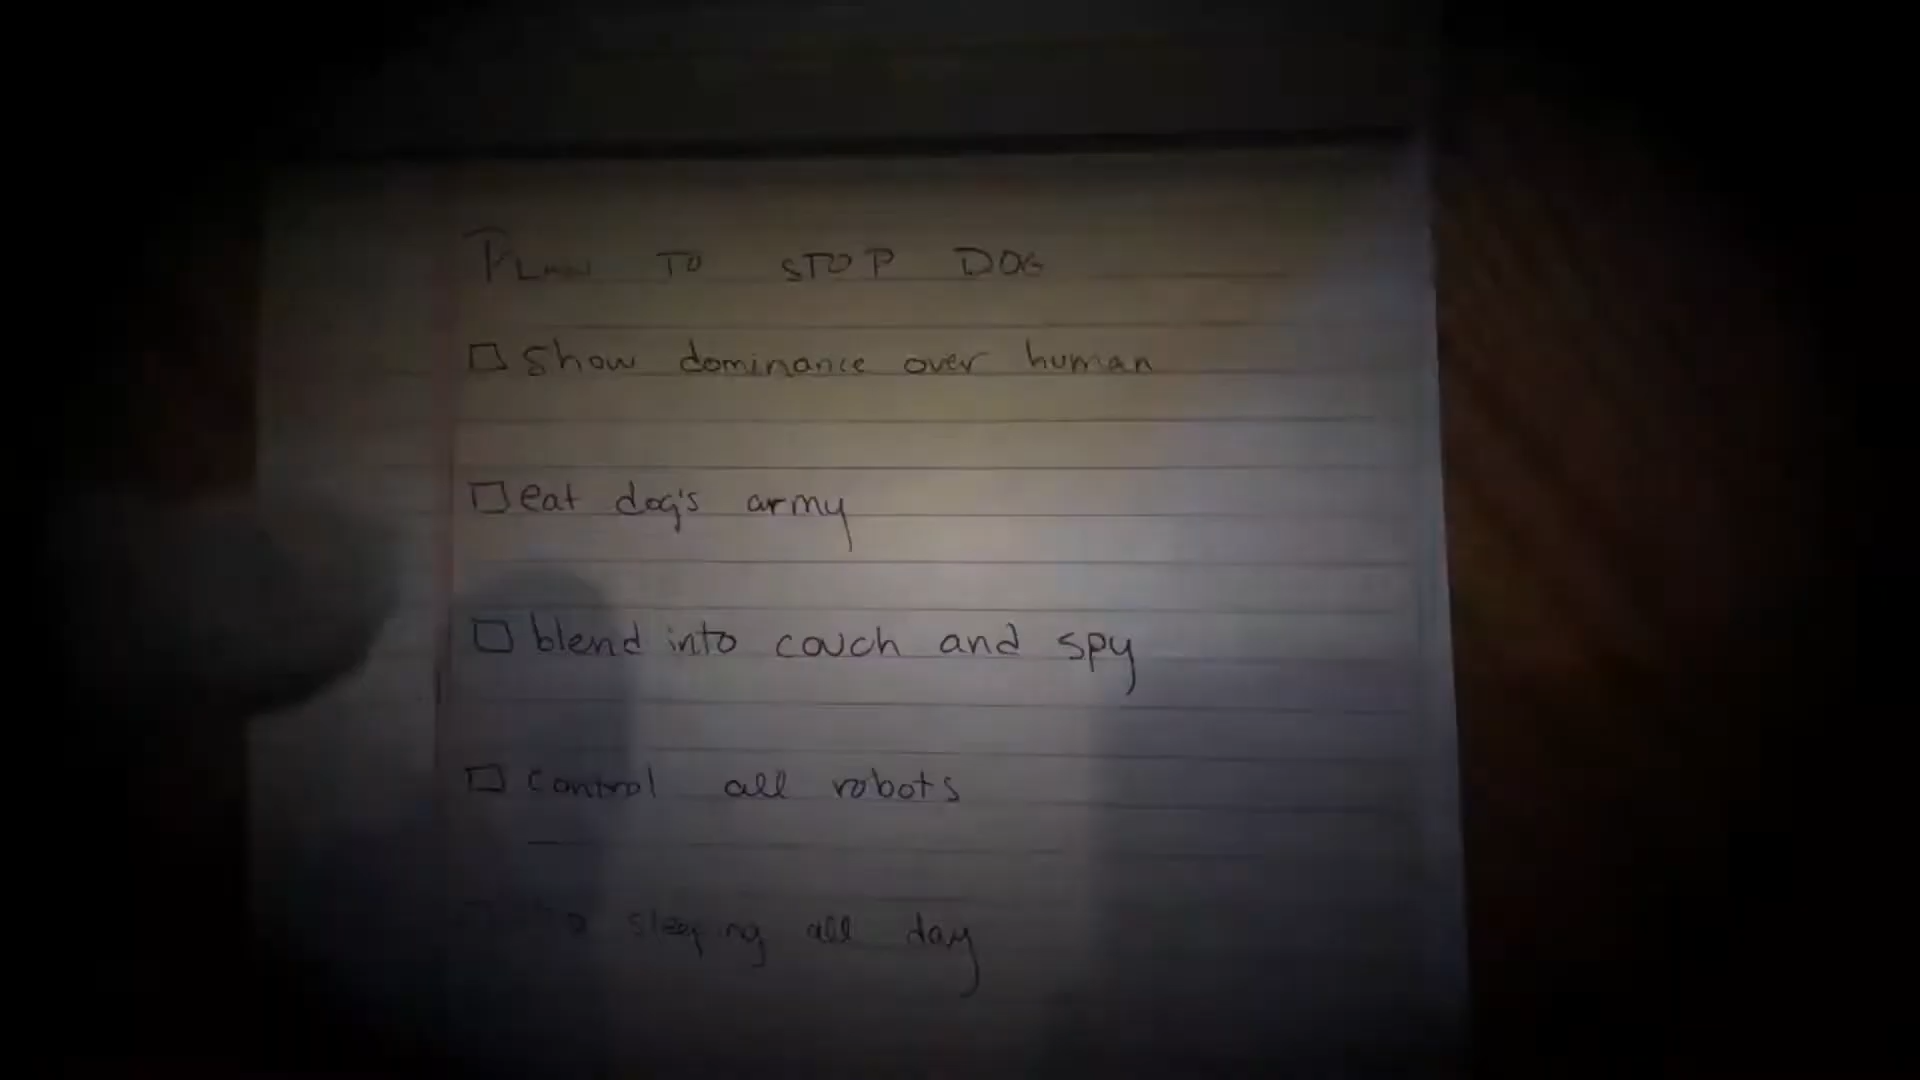 PLAN TO STOP DOG
Show dominance over human
eat dog's army
blend into couch and spy
control all robots
sleeping all day